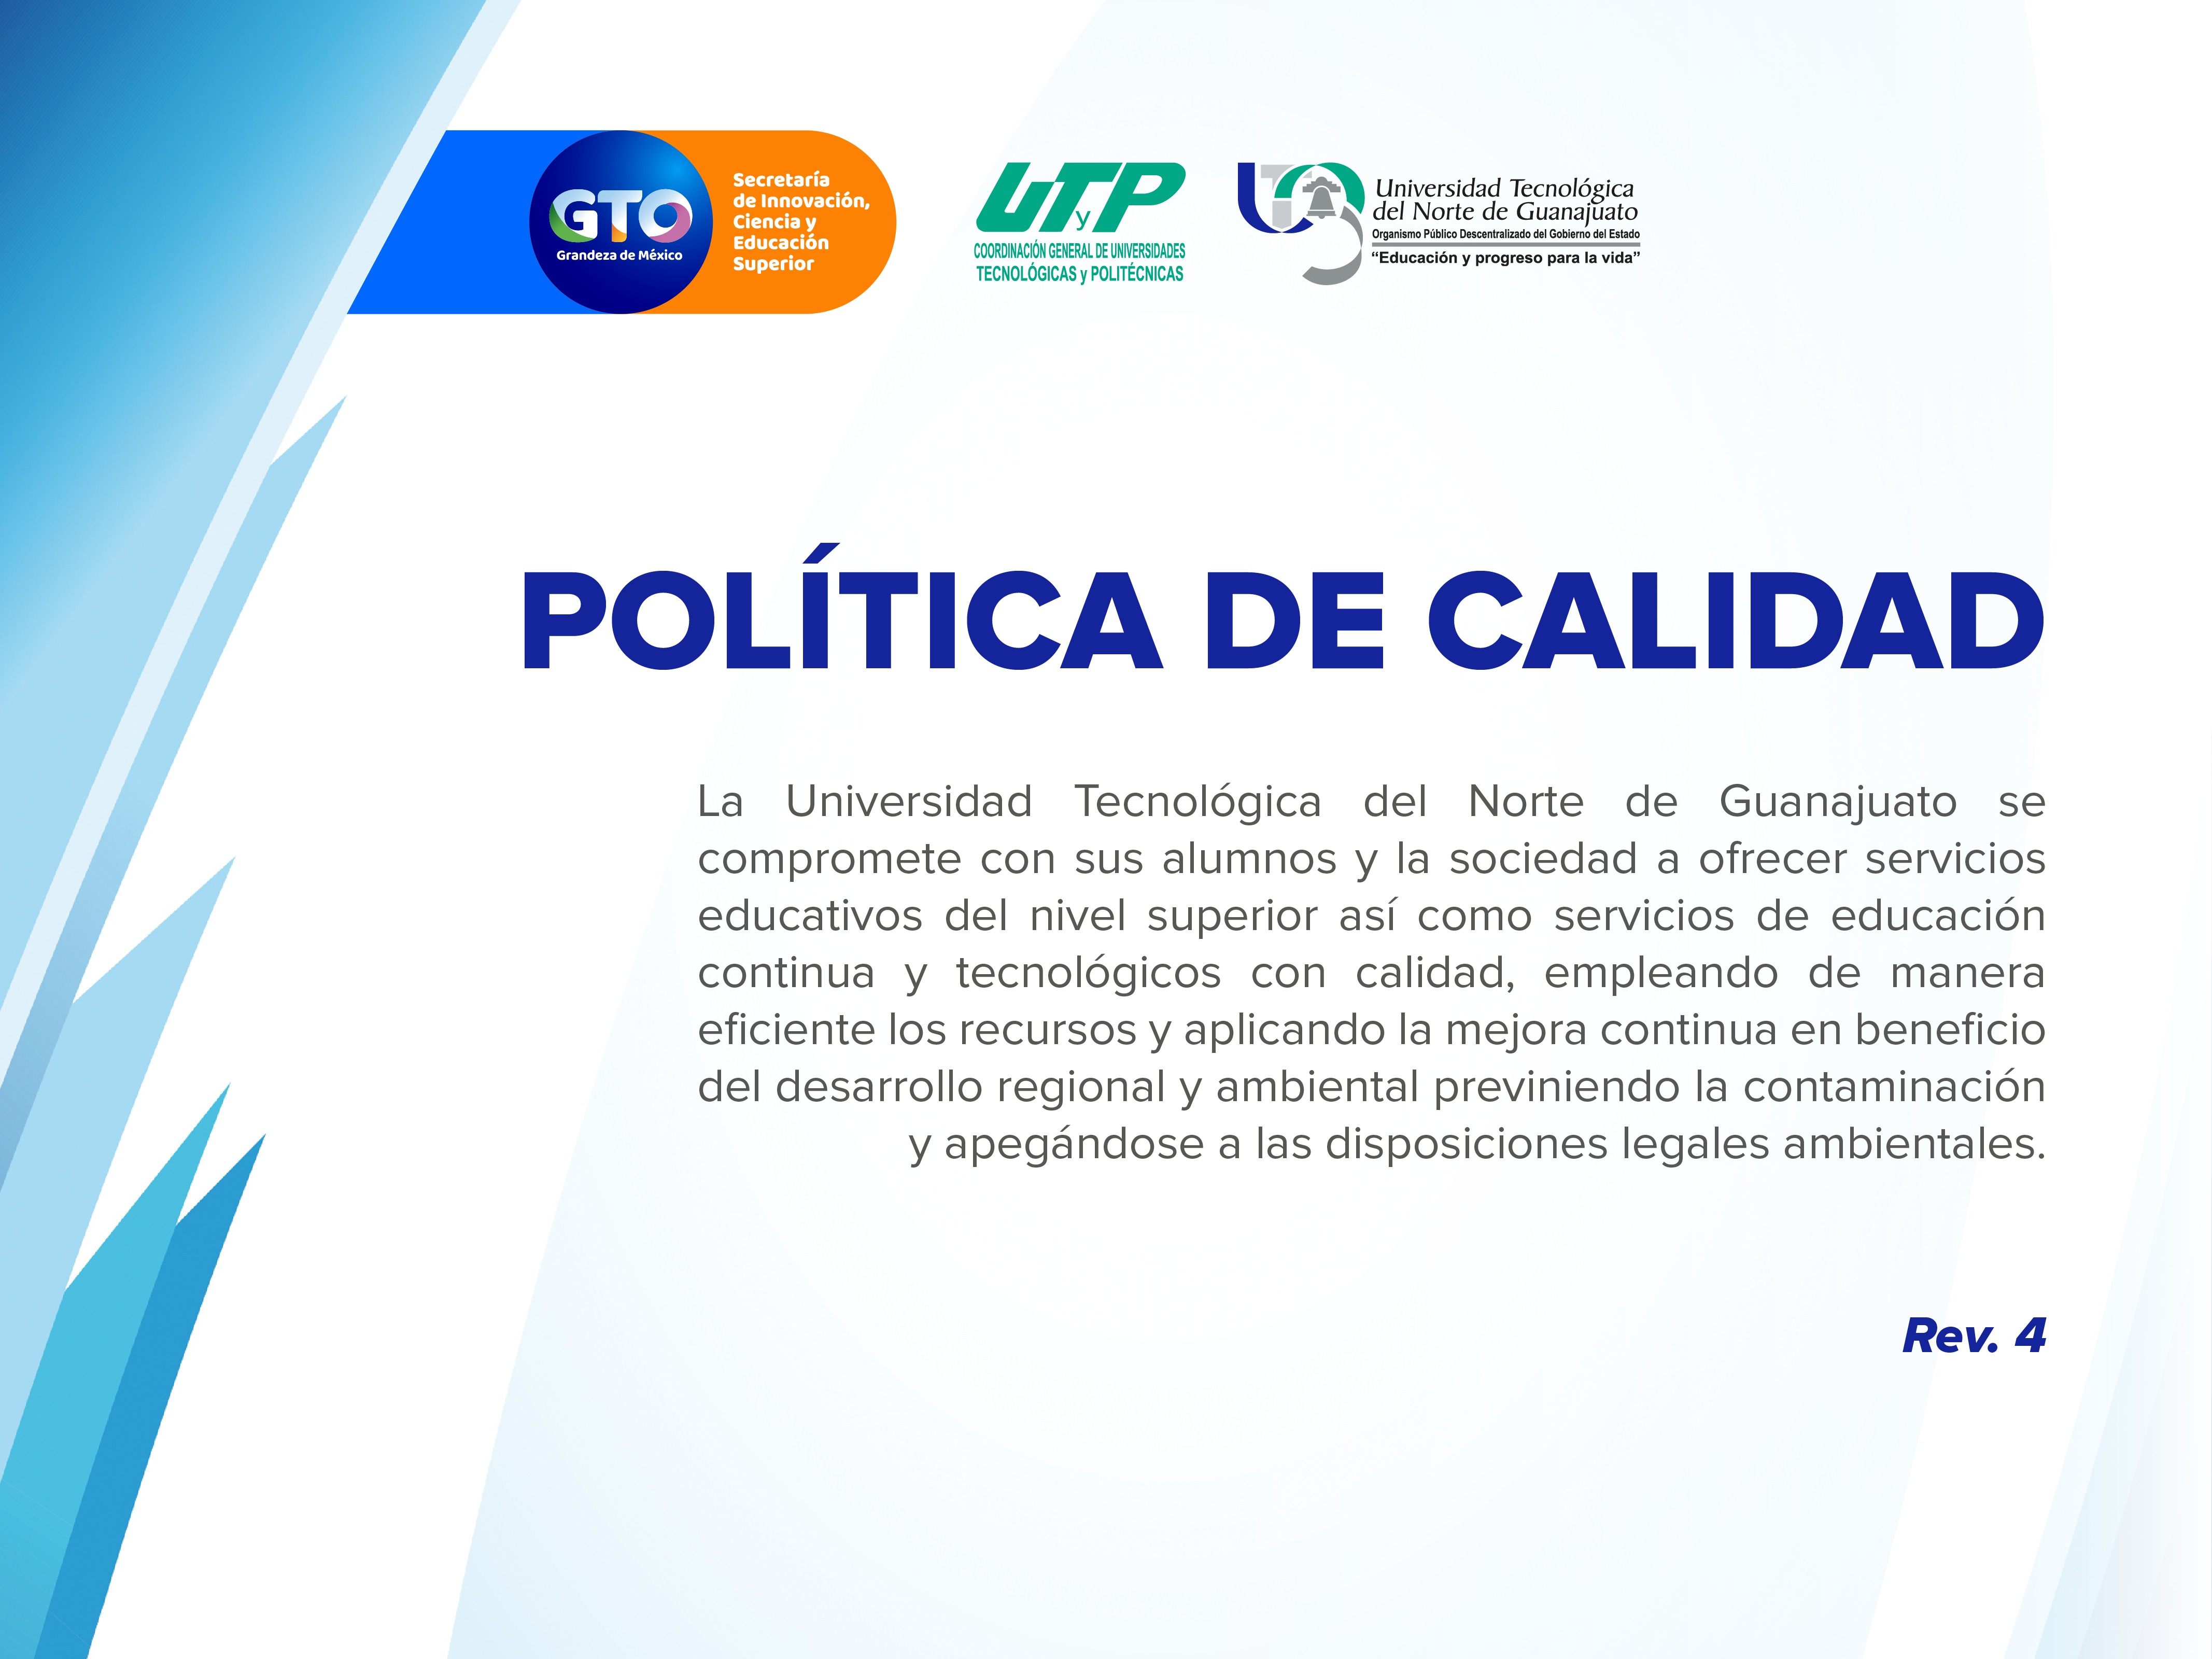 GTO
Grandeza de México
Secretaría
de Innovación,
Ciencia y
Educación
Superior
UTyP
COORDINACIÓN GENERAL DE UNIVERSIDADES
TECNOLÓGICAS y POLITÉCNICAS
Universidad Tecnológica
del Norte de Guanajuato
Organismo Público Descentralizado del Gobierno del Estado
“Educación y progreso para la vida”
POLÍTICA DE CALIDAD
La Universidad Tecnológica del Norte de Guanajuato se
compromete con sus alumnos y la sociedad a ofrecer servicios
educativos del nivel superior así como servicios de educación
continua y tecnológicos con calidad, empleando de manera
eficiente los recursos y aplicando la mejora continua en beneficio
del desarrollo regional y ambiental previniendo la contaminación
y apegándose a las disposiciones legales ambientales.
Rev. 4